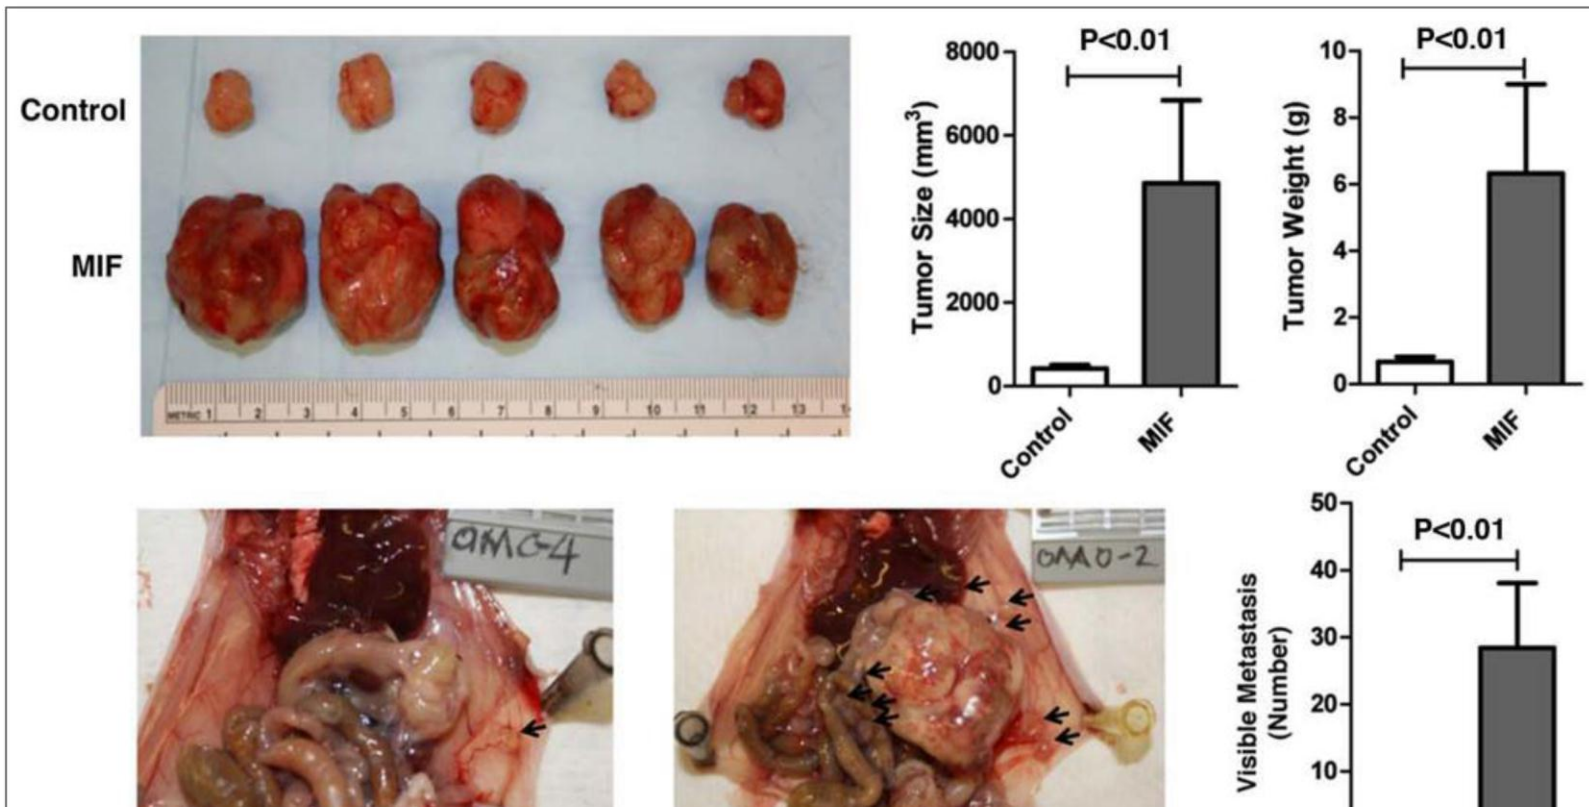 Control
MIF
METRIC 1 2 3 4 5 6 7 8 9 10 11 12 13
8000
6000
4000
2000
0
Tumor Size (mm³)
P<0.01
Control
MIF
10
8
6
4
2
0
Tumor Weight (g)
P<0.01
Control
MIF
QMC-4
OMO-2
50
40
30
20
10
Visible Metastasis
(Number)
P<0.01